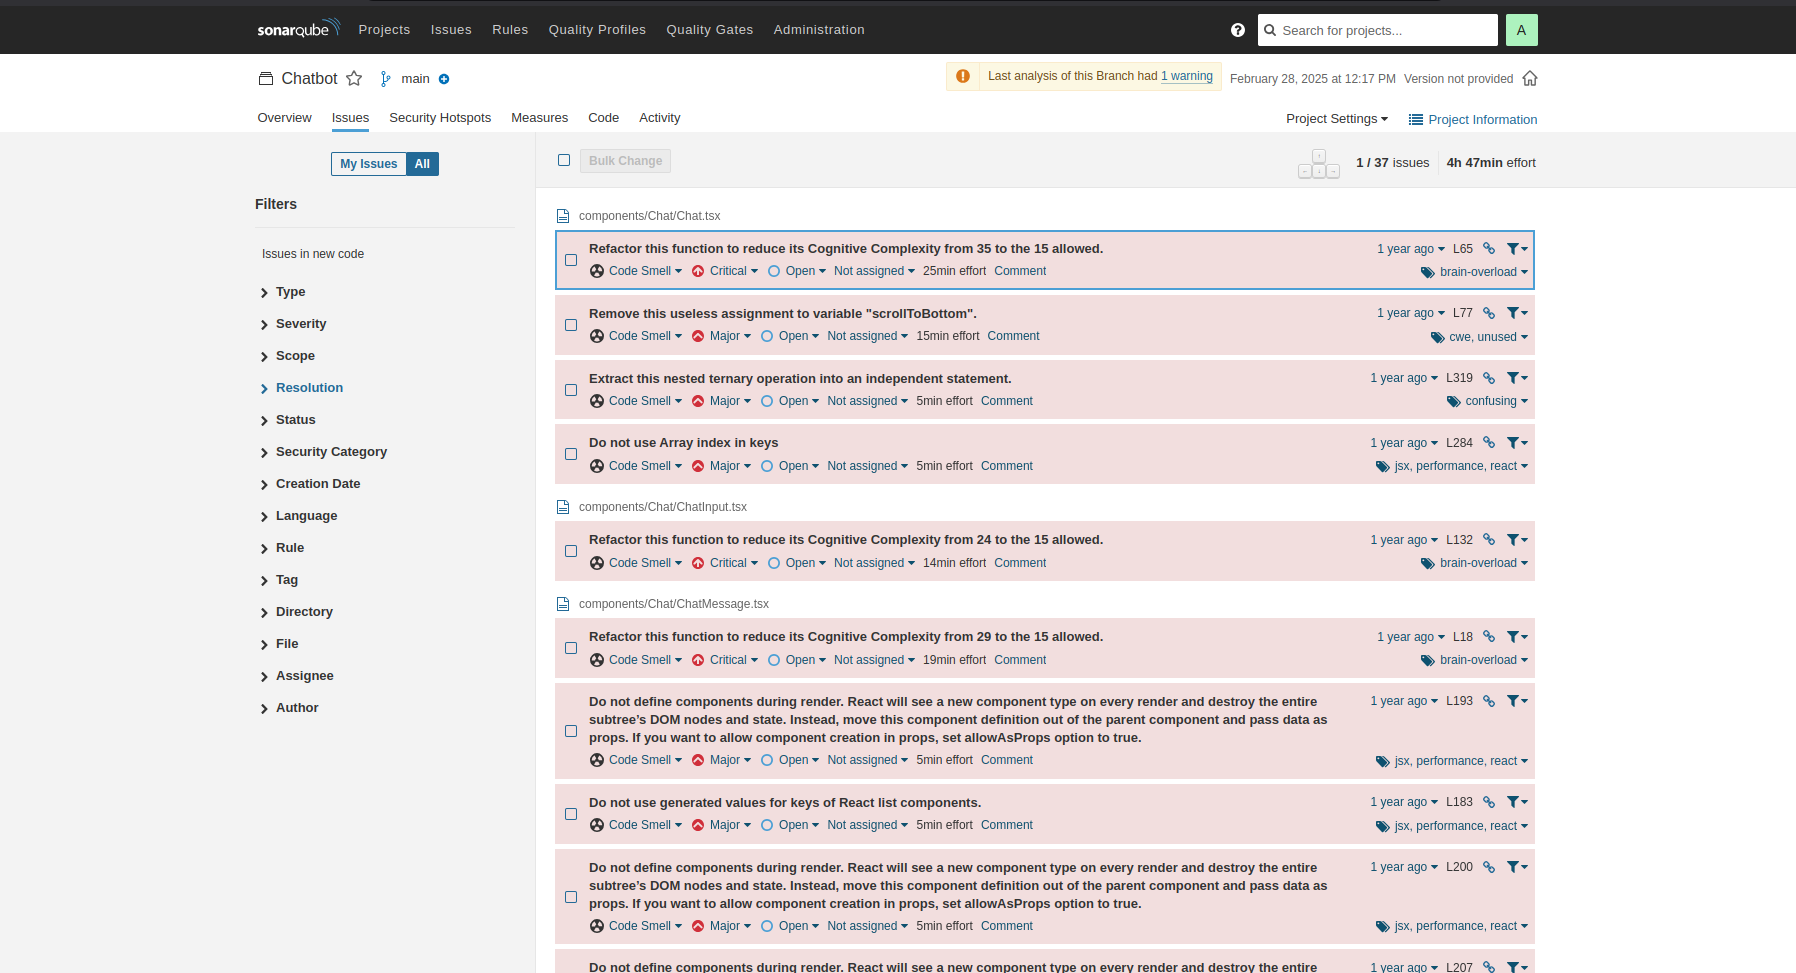 sonarqube Projects Issues Rules Quality Profiles Quality Gates Administration ? Search for projects... A
Chatbot main Last analysis of this Branch had 1 warning February 28, 2025 at 12:17 PM Version not provided
Overview Issues Security Hotspots Measures Code Activity Project Settings Project Information
My Issues All
Bulk Change 1 / 37 issues 4h 47min effort
Filters
Issues in new code
Type
Severity
Scope
Resolution
Status
Security Category
Creation Date
Language
Rule
Tag
Directory
File
Assignee
Author
components/Chat/Chat.tsx
Refactor this function to reduce its Cognitive Complexity from 35 to the 15 allowed. 1 year ago L65
Code Smell Critical Open Not assigned 25min effort Comment brain-overload
Remove this useless assignment to variable "scrollToBottom". 1 year ago L77
Code Smell Major Open Not assigned 15min effort Comment cwe, unused
Extract this nested ternary operation into an independent statement. 1 year ago L319
Code Smell Major Open Not assigned 5min effort Comment confusing
Do not use Array index in keys 1 year ago L284
Code Smell Major Open Not assigned 5min effort Comment jsx, performance, react
components/Chat/ChatInput.tsx
Refactor this function to reduce its Cognitive Complexity from 24 to the 15 allowed. 1 year ago L132
Code Smell Critical Open Not assigned 14min effort Comment brain-overload
components/Chat/ChatMessage.tsx
Refactor this function to reduce its Cognitive Complexity from 29 to the 15 allowed. 1 year ago L18
Code Smell Critical Open Not assigned 19min effort Comment brain-overload
Do not define components during render. React will see a new component type on every render and destroy the entire 1 year ago L193
subtree’s DOM nodes and state. Instead, move this component definition out of the parent component and pass data as
props. If you want to allow component creation in props, set allowAsProps option to true.
Code Smell Major Open Not assigned 5min effort Comment jsx, performance, react
Do not use generated values for keys of React list components. 1 year ago L183
Code Smell Major Open Not assigned 5min effort Comment jsx, performance, react
Do not define components during render. React will see a new component type on every render and destroy the entire 1 year ago L200
subtree’s DOM nodes and state. Instead, move this component definition out of the parent component and pass data as
props. If you want to allow component creation in props, set allowAsProps option to true.
Code Smell Major Open Not assigned 5min effort Comment jsx, performance, react
Do not define components during render. React will see a new component type on every render and destroy the entire 1 year ago L207